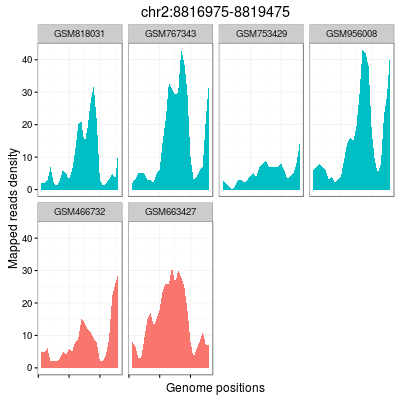 chr2:8816975-8819475
GSM818031 GSM767343 GSM753429 GSM956008
40
30
20
10
0
Mapped reads density
GSM466732 GSM663427
40
30
20
10
0
Genome positions